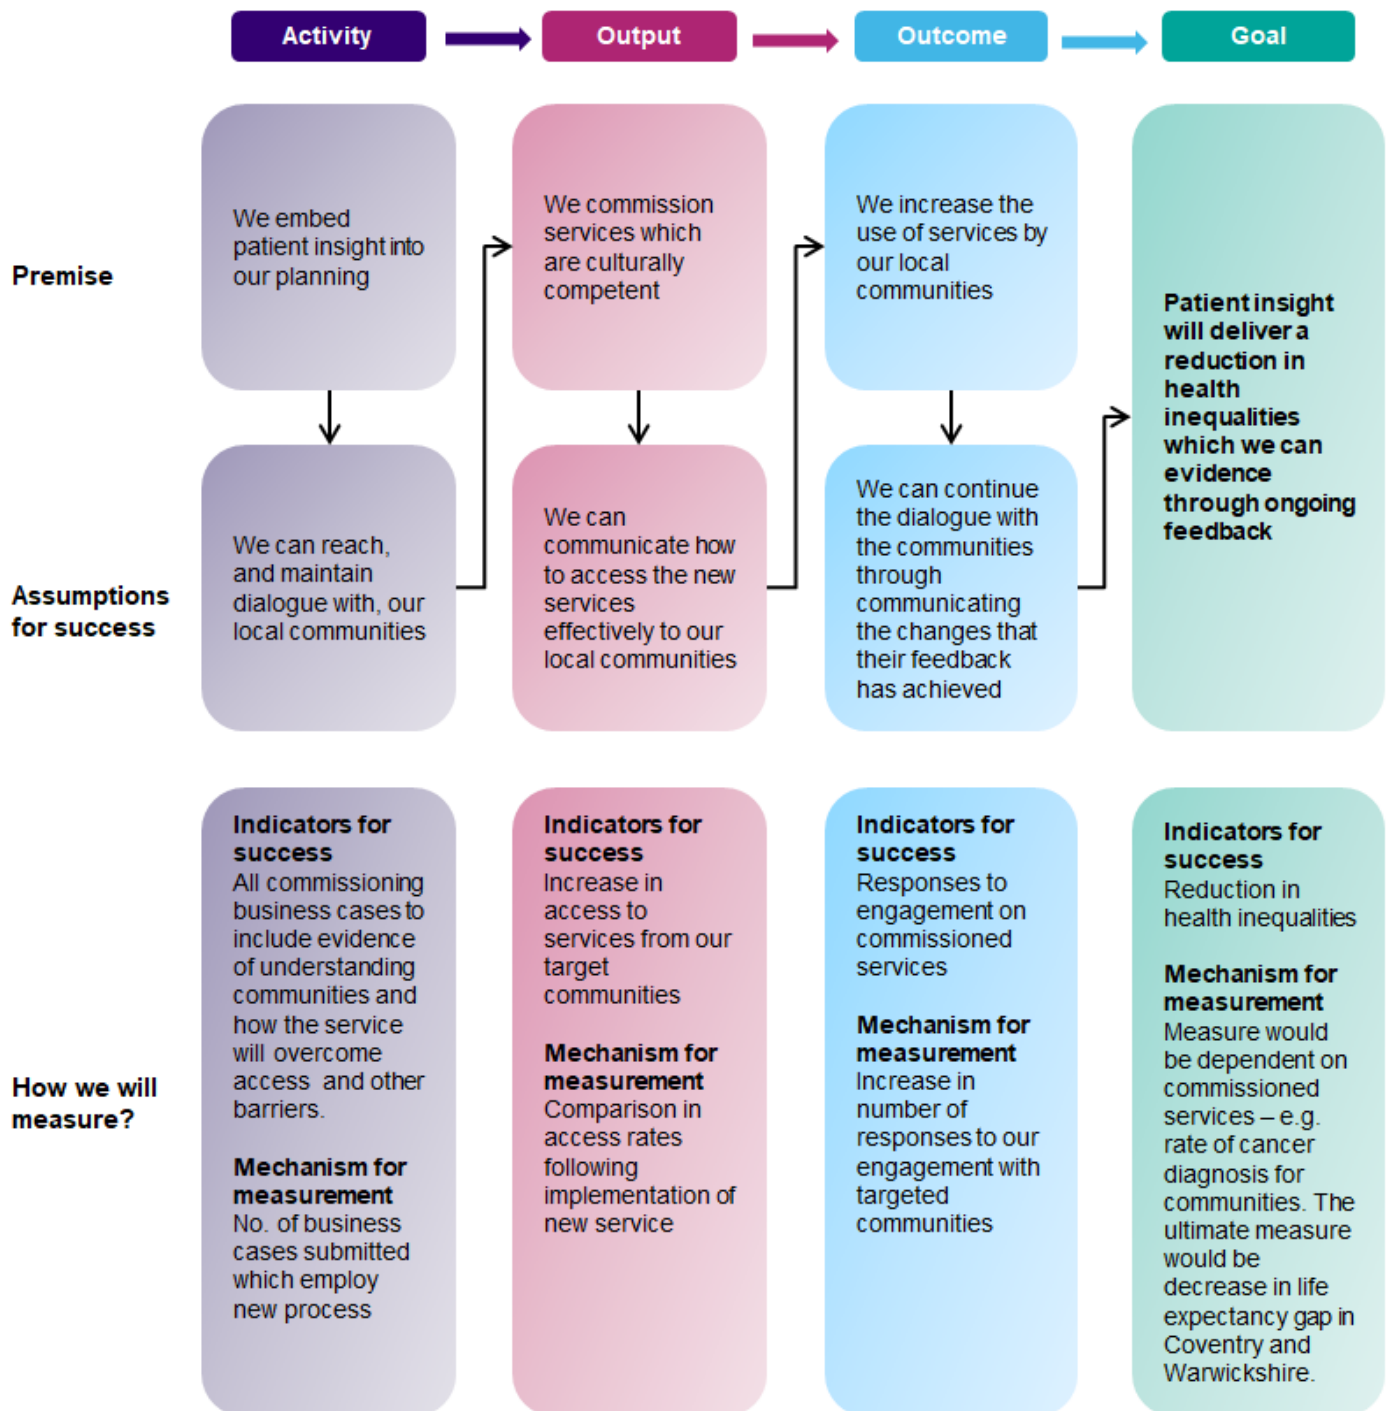 Activity
Output
Outcome
Goal
Premise
We embed
patient insight into
our planning
We commission
services which
are culturally
competent
We increase the
use of services by
our local
communities
Patient insight
will deliver a
reduction in
health
inequalities
which we can
evidence
through ongoing
feedback
Assumptions
for success
We can reach,
and maintain
dialogue with, our
local communities
We can
communicate how
to access the new
services
effectively to our
local communities
We can continue
the dialogue with
the communities
through
communicating
the changes that
their feedback
has achieved
How we will
measure?
Indicators for
success
All commissioning
business cases to
include evidence
of understanding
communities and
how the service
will overcome
access and other
barriers.
Mechanism for
measurement
No. of business
cases submitted
which employ
new process
Indicators for
success
Increase in
access to
services from our
target
communities
Mechanism for
measurement
Comparison in
access rates
following
implementation of
new service
Indicators for
success
Responses to
engagement on
commissioned
services
Mechanism for
measurement
Increase in
number of
responses to our
engagement with
targeted
communities
Indicators for
success
Reduction in
health inequalities
Mechanism for
measurement
Measure would
be dependent on
commissioned
services – e.g.
rate of cancer
diagnosis for
communities. The
ultimate measure
would be
decrease in life
expectancy gap in
Coventry and
Warwickshire.